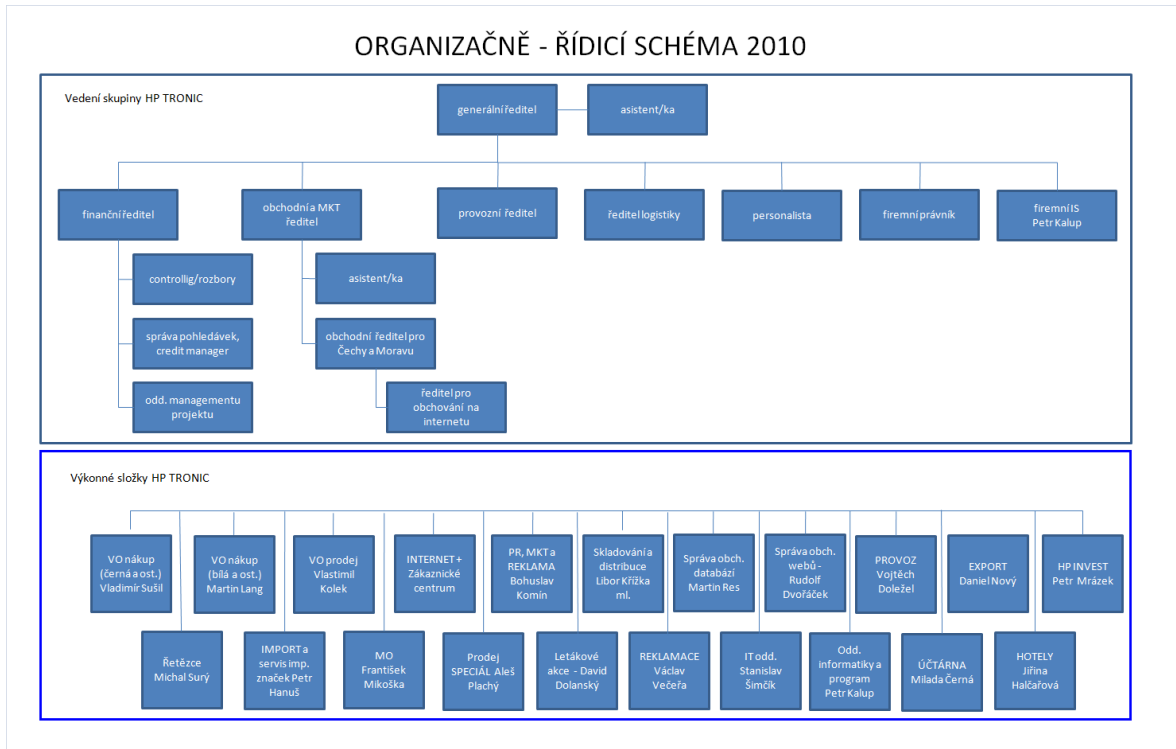 ORGANIZAČNĚ - ŘÍDICÍ SCHÉMA 2010
Vedení skupiny HP TRONIC
generální ředitel
asistent/ka
finanční ředitel
obchodní a MKT
ředitel
provozní ředitel
ředitel logistiky
personalista
firemní právník
firemní IS
Petr Kalup
controllig/rozbory
asistent/ka
správa pohledávek,
credit manager
obchodní ředitel pro
Čechy a Moravu
odd. managementu
projektu
ředitel pro
obchování na
internetu
Výkonné složky HP TRONIC
VO nákup
(černá a ost.)
Vladimír Sušil
VO nákup
(bílá a ost.)
Martin Lang
VO prodej
Vlastimil
Kolek
INTERNET +
Zákaznické
centrum
PR, MKT a
REKLAMA
Bohuslav
Komín
Skladování a
distribuce
Libor Křížka
ml.
Správa obch.
databází
Martin Res
Správa obch.
webů -
Rudolf
Dvořáček
PROVOZ
Vojtěch
Doležel
EXPORT
Daniel Nový
HP INVEST
Petr Mrázek
Řetězce
Michal Surý
IMPORT a
servis imp.
značek Petr
Hanuš
MO
František
Mikoška
Prodej
SPECIÁL Aleš
Plachý
Letákové
akce - David
Dolanský
REKLAMACE
Václav
Večeřa
IT odd.
Stanislav
Šimčík
Odd.
informatiky a
program
Petr Kalup
ÚČTÁRNA
Milada Černá
HOTELY
Jiřina
Halčařová